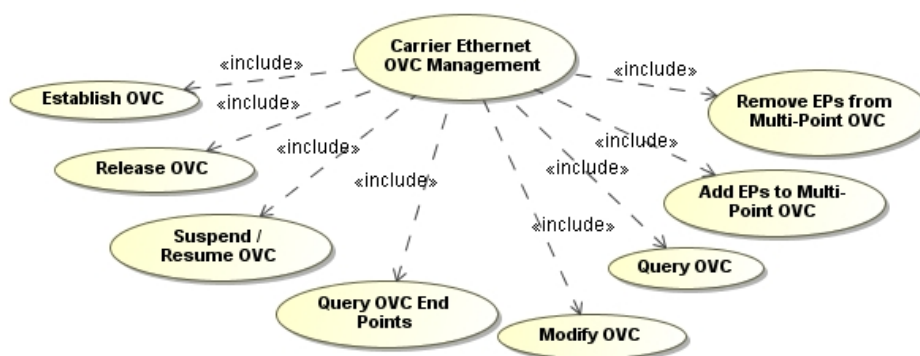 Carrier Ethernet
OVC Management
«include»
«include»
Establish OVC
«include»
Remove EPs from
Multi-Point OVC
«include»
«include»
«include»
Release OVC
«include»
Add EPs to Multi-
Point OVC
«include»
Suspend /
Resume OVC
Query OVC
Query OVC End
Points
Modify OVC